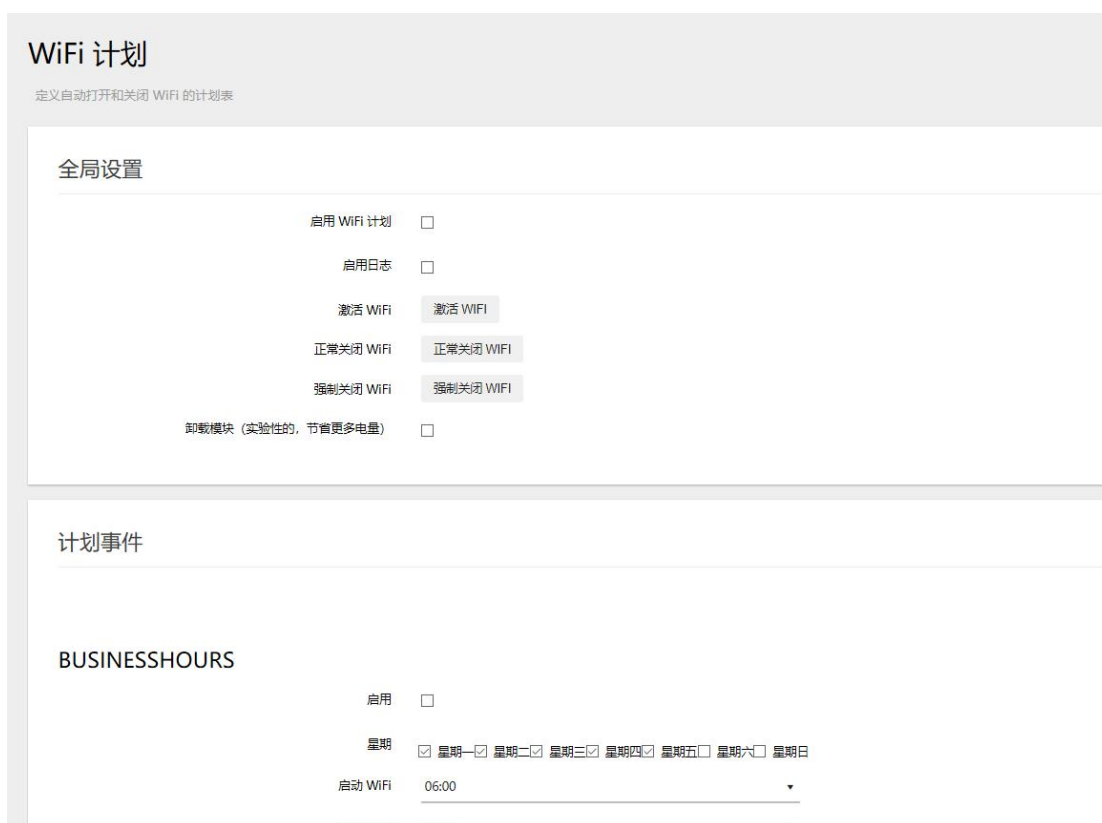 WiFi 计划
定义自动打开和关闭 WiFi 的计划表
全局设置
启用 WiFi 计划
启用日志
激活 WiFi 激活 WIFI
正常关闭 WiFi 正常关闭 WIFI
强制关闭 WiFi 强制关闭 WIFI
卸载模块（实验性的，节省更多电量）
计划事件
BUSINESSHOURS
启用
星期 星期一 星期二 星期三 星期四 星期五 星期六 星期日
启动 WiFi 06:00